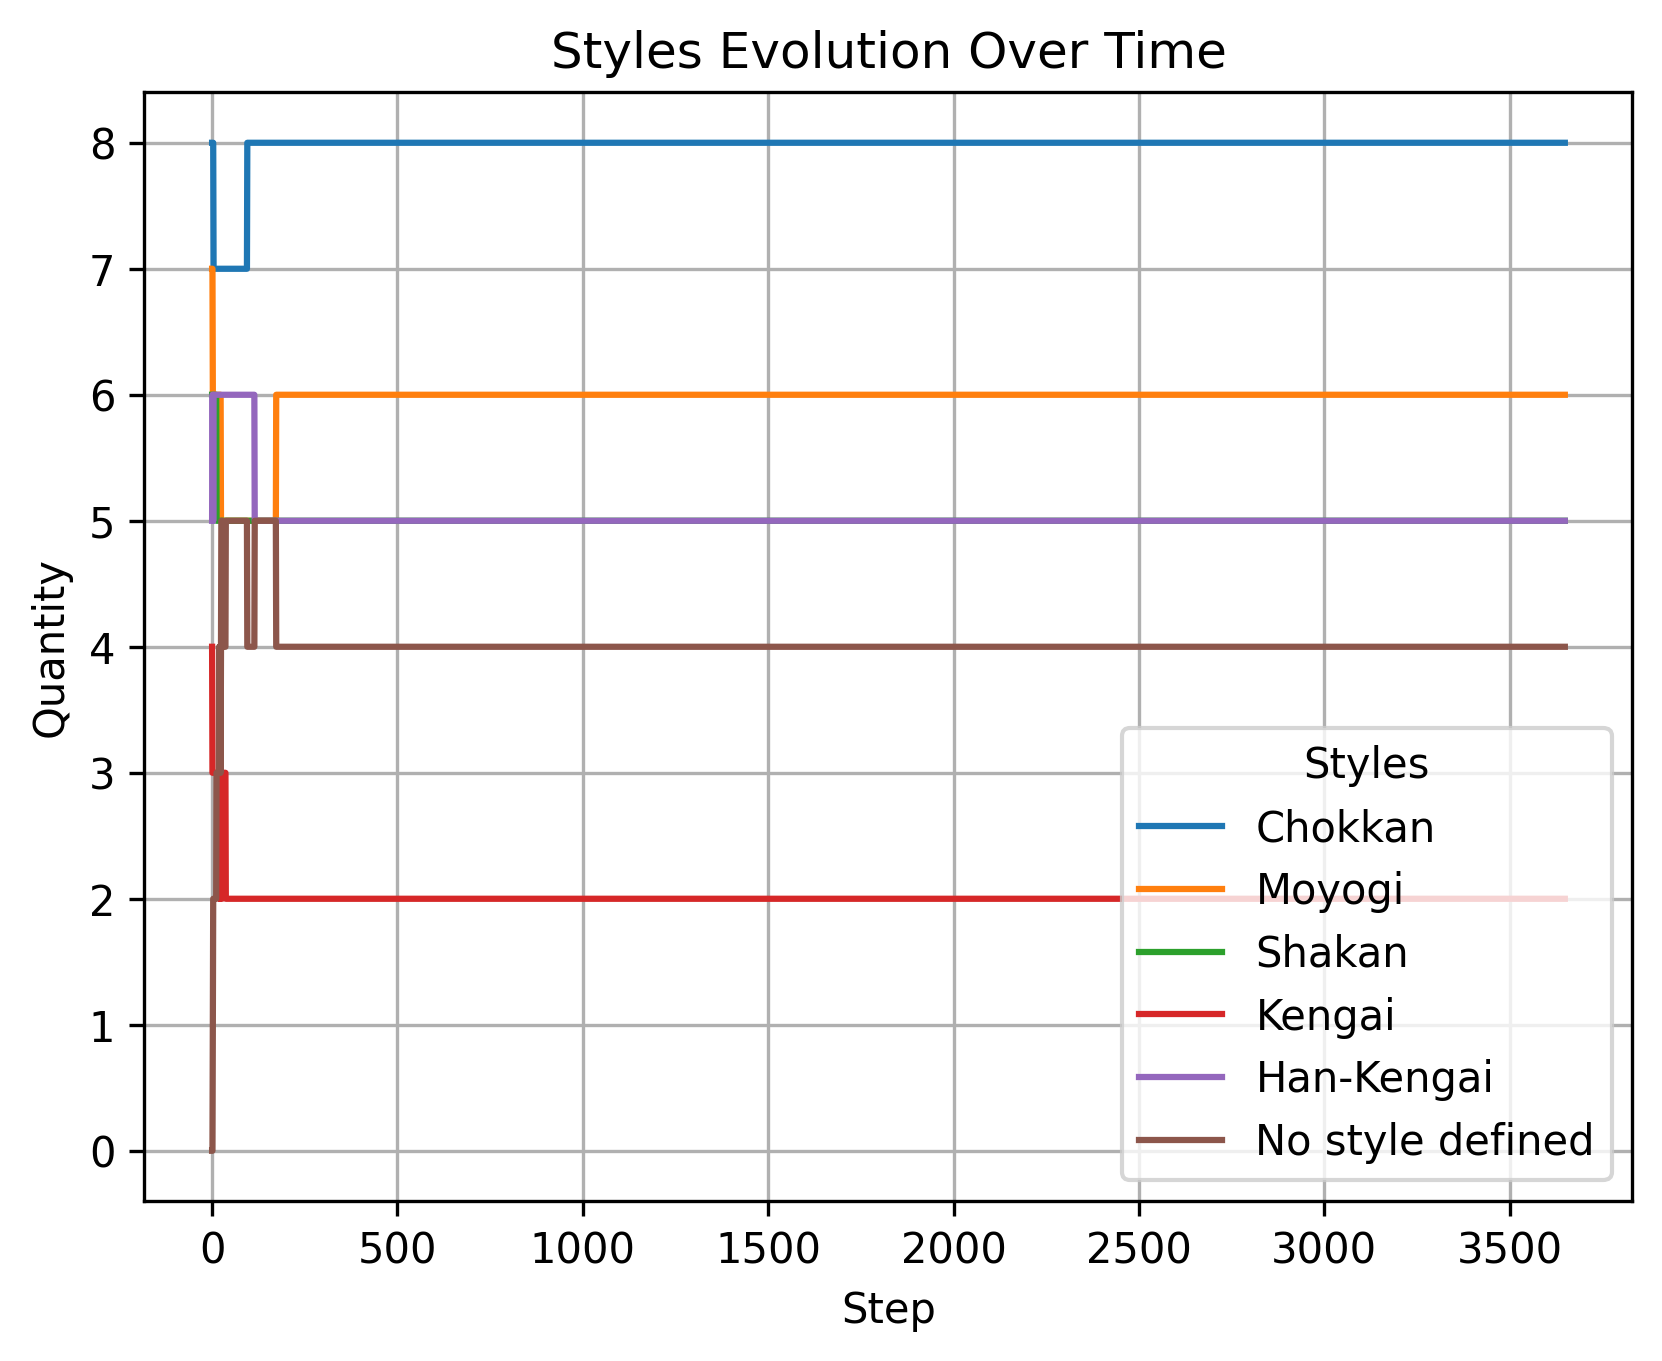 Styles Evolution Over Time
Quantity
8
7
6
5
4
3
2
1
0
Styles
Chokkan
Moyogi
Shakan
Kengai
Han-Kengai
No style defined
0 500 1000 1500 2000 2500 3000 3500
Step